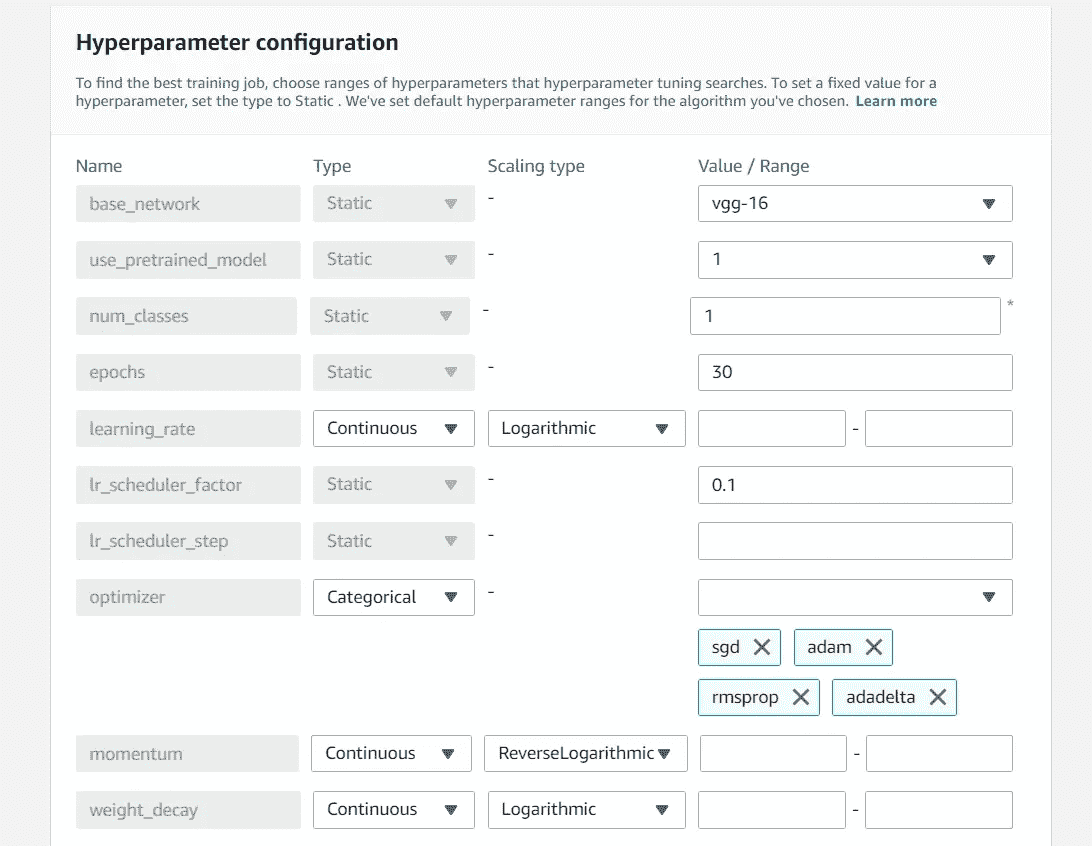 Hyperparameter configuration
To find the best training job, choose ranges of hyperparameters that hyperparameter tuning searches. To set a fixed value for a
hyperparameter, set the type to Static . We've set default hyperparameter ranges for the algorithm you've chosen. Learn more
Name Type Scaling type Value / Range
base_network Static - vgg-16
use_pretrained_model Static - 1
num_classes Static - 1 *
epochs Static - 30
learning_rate Continuous Logarithmic -
lr_scheduler_factor Static - 0.1
lr_scheduler_step Static -
optimizer Categorical -
sgd adam
rmsprop adadelta
momentum Continuous ReverseLogarithmic -
weight_decay Continuous Logarithmic -